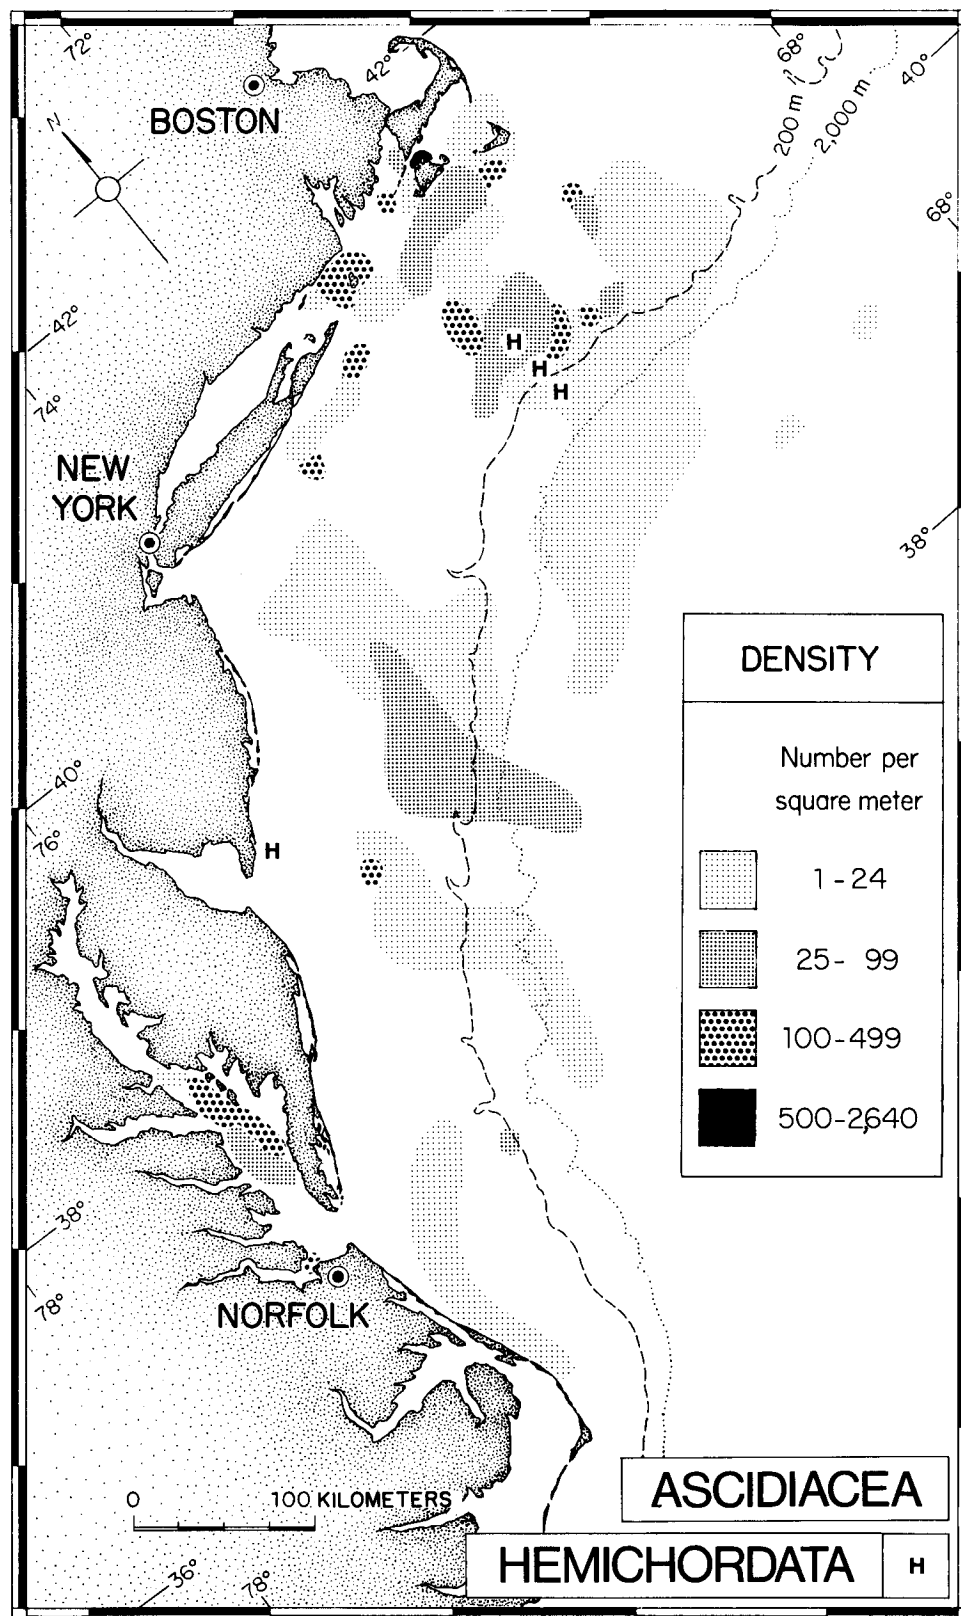 72°
42°
68°
40°
BOSTON
200 m
2,000 m
N
68°
42°
74°
H
H
H
NEW
YORK
38°
DENSITY
Number per
square meter
1-24
25- 99
100-499
500-2,640
40°
76°
H
38°
78°
NORFOLK
0 100 KILOMETERS
ASCIDIACEA
HEMICHORDATA H
36°
78°